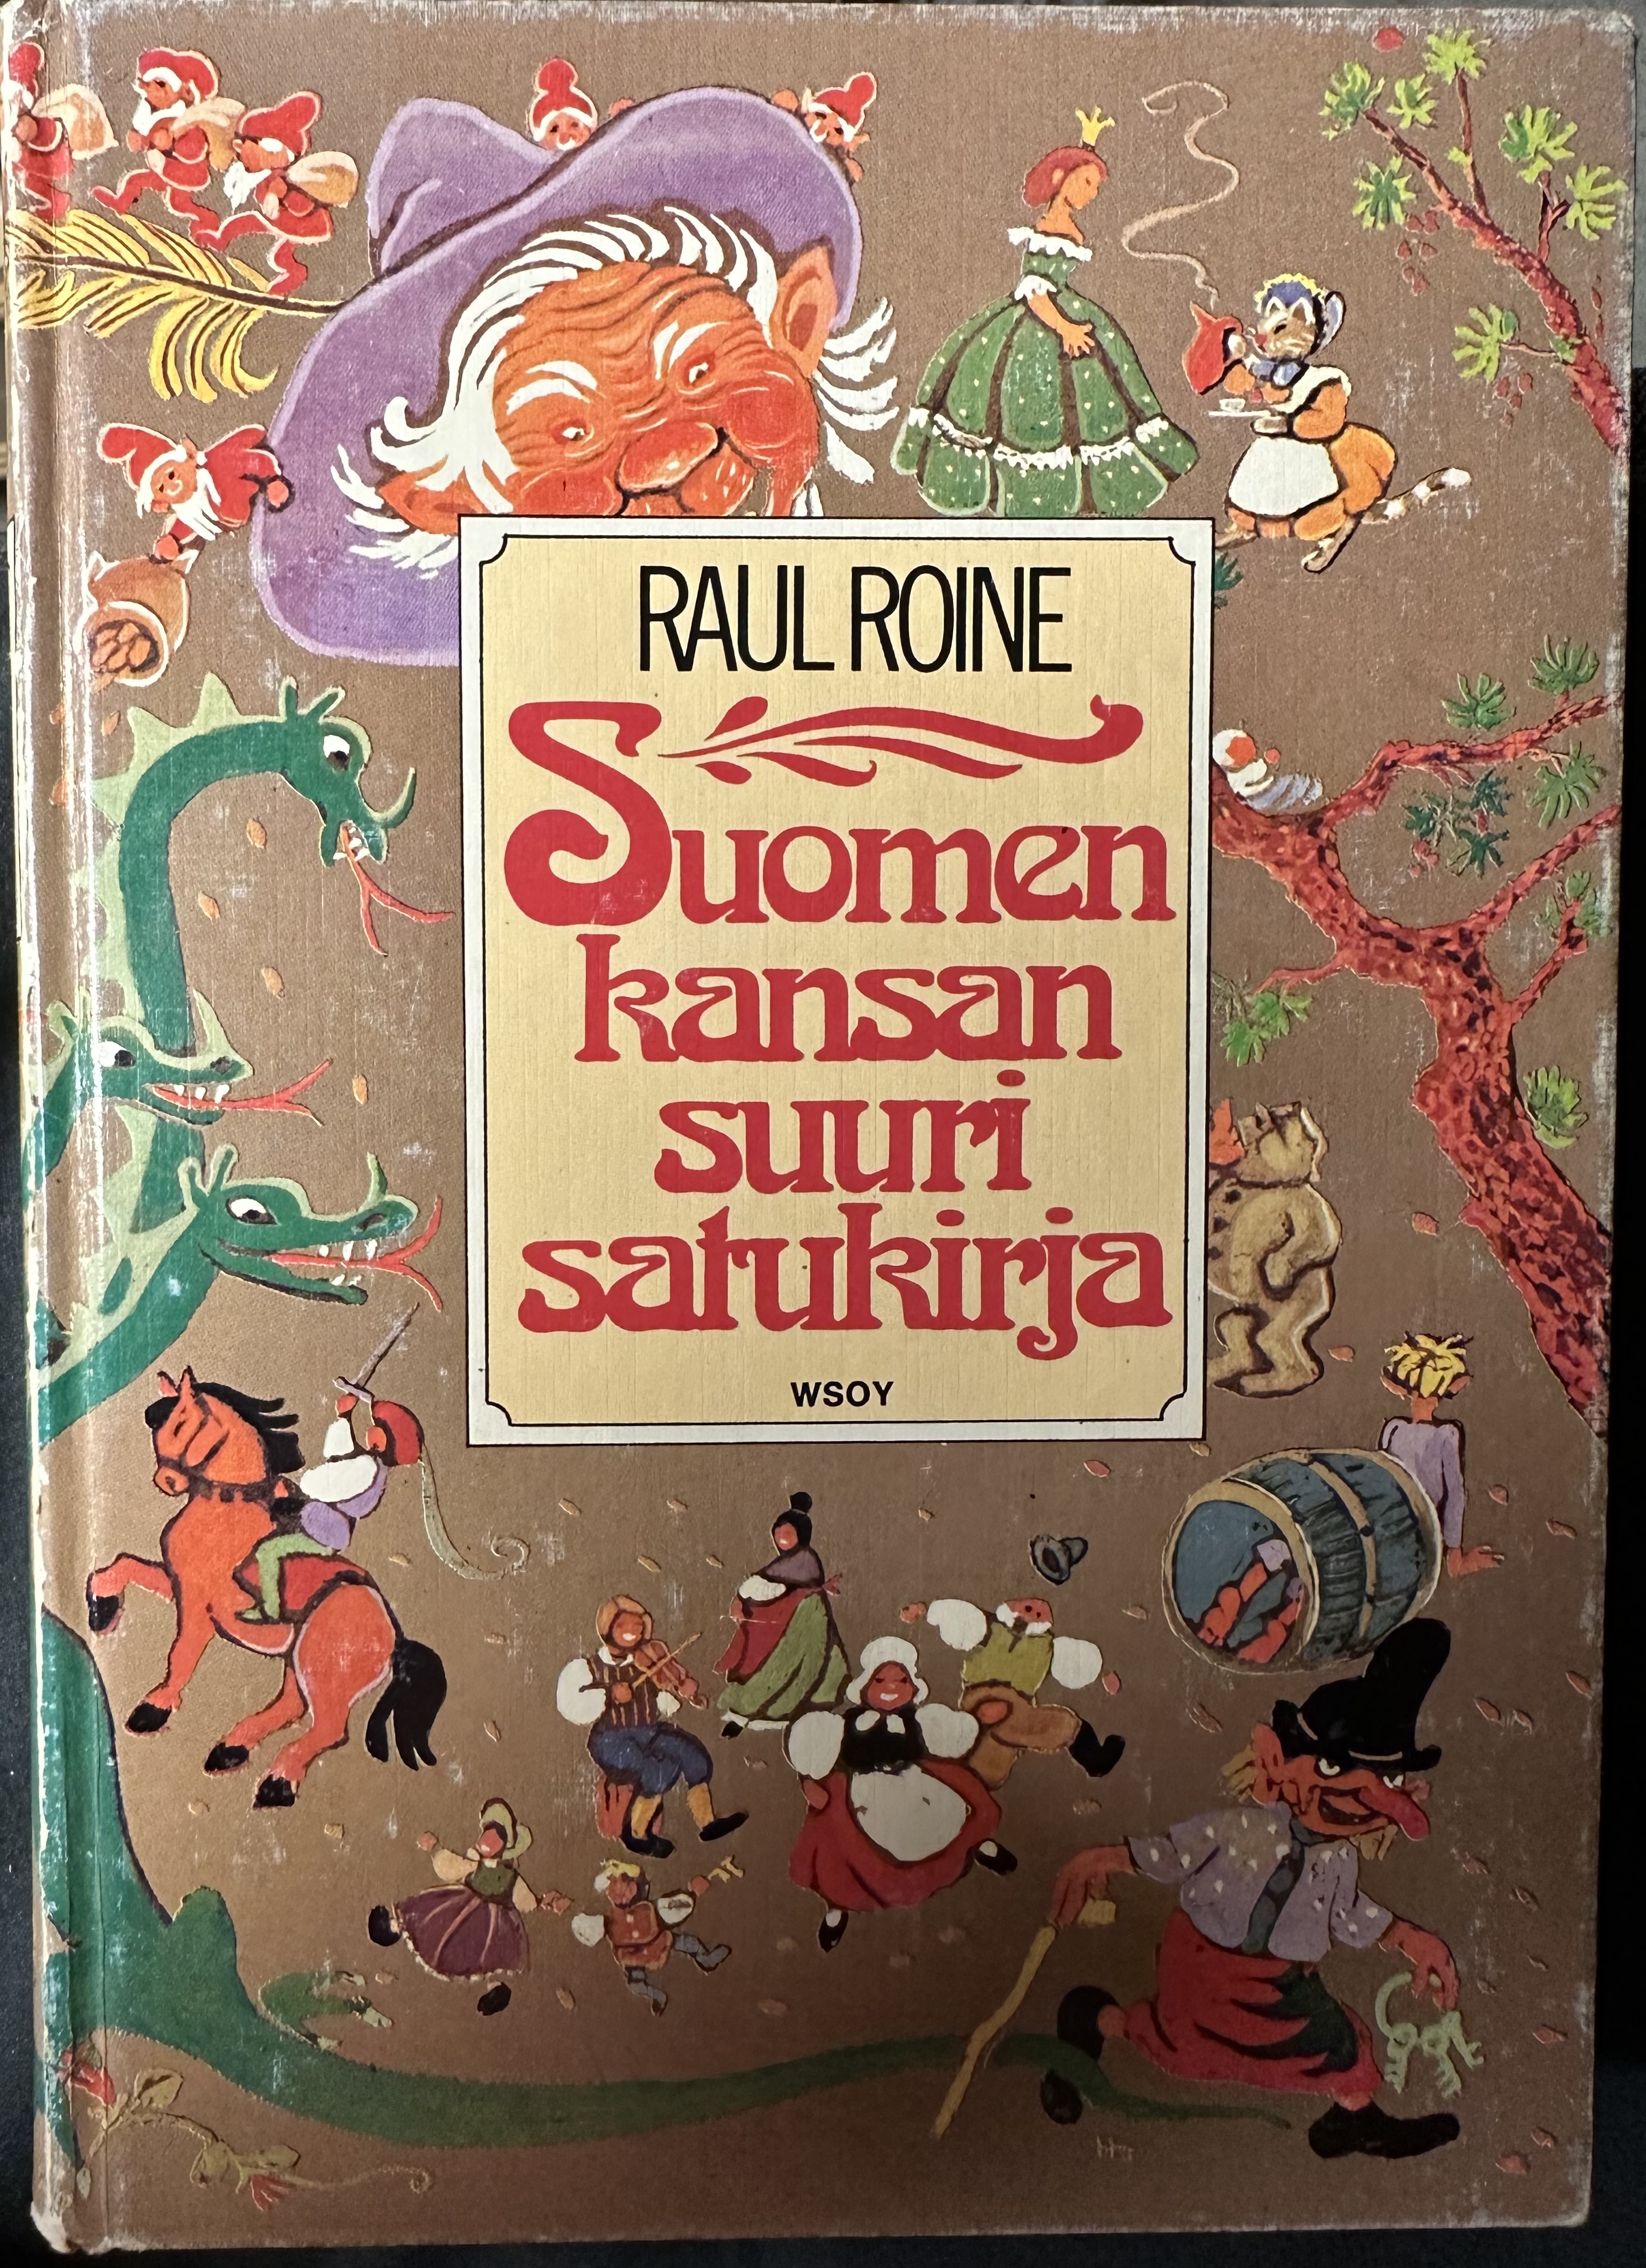 RAUL ROINE
Suomen
kansan
suuri
satukirja
WSOY